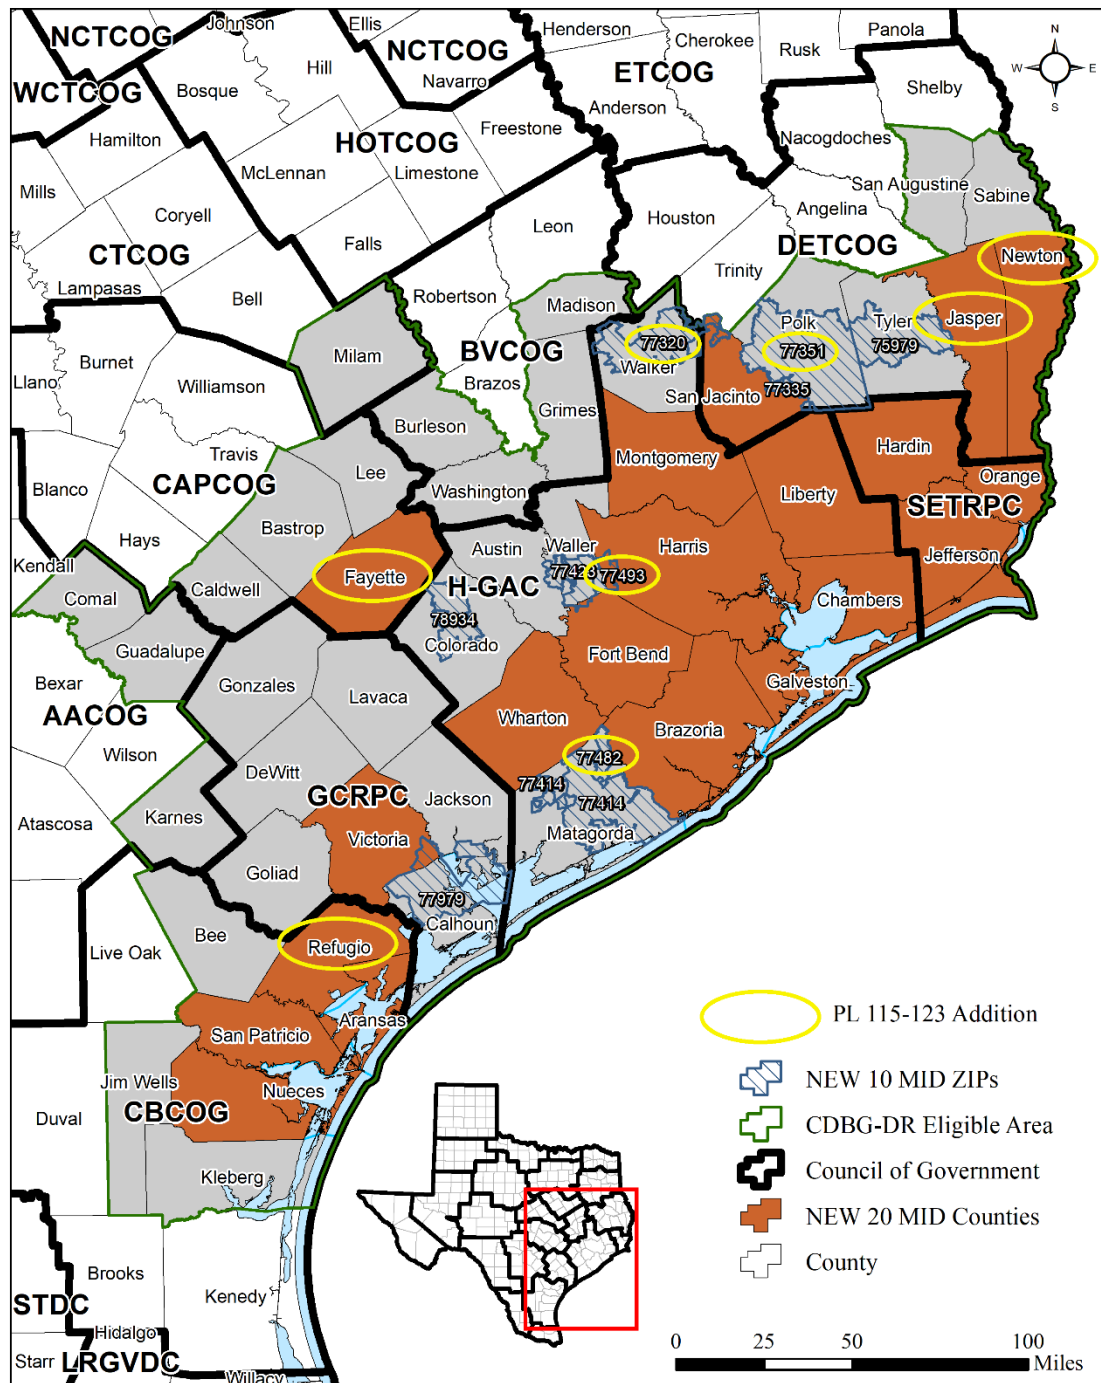 Johnson
Ellis
Henderson
Cherokee
Rusk
Panola
NCTCOG
NCTCOG
Hill
Navarro
ETCOG
N
W
E
S
WCTCOG
Bosque
Anderson
Shelby
Hamilton
HOTCOG
Freestone
Nacogdoches
McLennan
Limestone
Mills
San Augustine
Sabine
Coryell
Leon
Houston
Angelina
CTCOG
Falls
DETCOG
Newton
Lampasas
Bell
Trinity
Robertson
Madison
Jasper
Burnet
Milam
BVCOG
77320
Polk
77351
Tyler
75979
Llano
Williamson
Brazos
Walker
77335
San Jacinto
Grimes
Burleson
Travis
Montgomery
Hardin
Blanco
CAPCOG
Lee
Washington
Liberty
Orange
SETRPC
Bastrop
Hays
Austin
Waller
Harris
Jefferson
Kendall
Caldwell
Fayette
H-GAC
77423
77493
Comal
78934
Chambers
Colorado
Guadalupe
Fort Bend
Bexar
Gonzales
Lavaca
Galveston
AACOG
Wharton
Brazoria
Wilson
77482
DeWitt
77414
GCRPC
Jackson
77414
Atascosa
Karnes
Victoria
Matagorda
Goliad
77979
Calhoun
Bee
Live Oak
Refugio
Aransas
San Patricio
Jim Wells
Nueces
CBCOG
Duval
Kleberg
Brooks
Kenedy
STDC
Hidalgo
Starr
LRGVDC
Willacy
PL 115-123 Addition
NEW 10 MID ZIPs
CDBG-DR Eligible Area
Council of Government
NEW 20 MID Counties
County
0 25 50 100
Miles